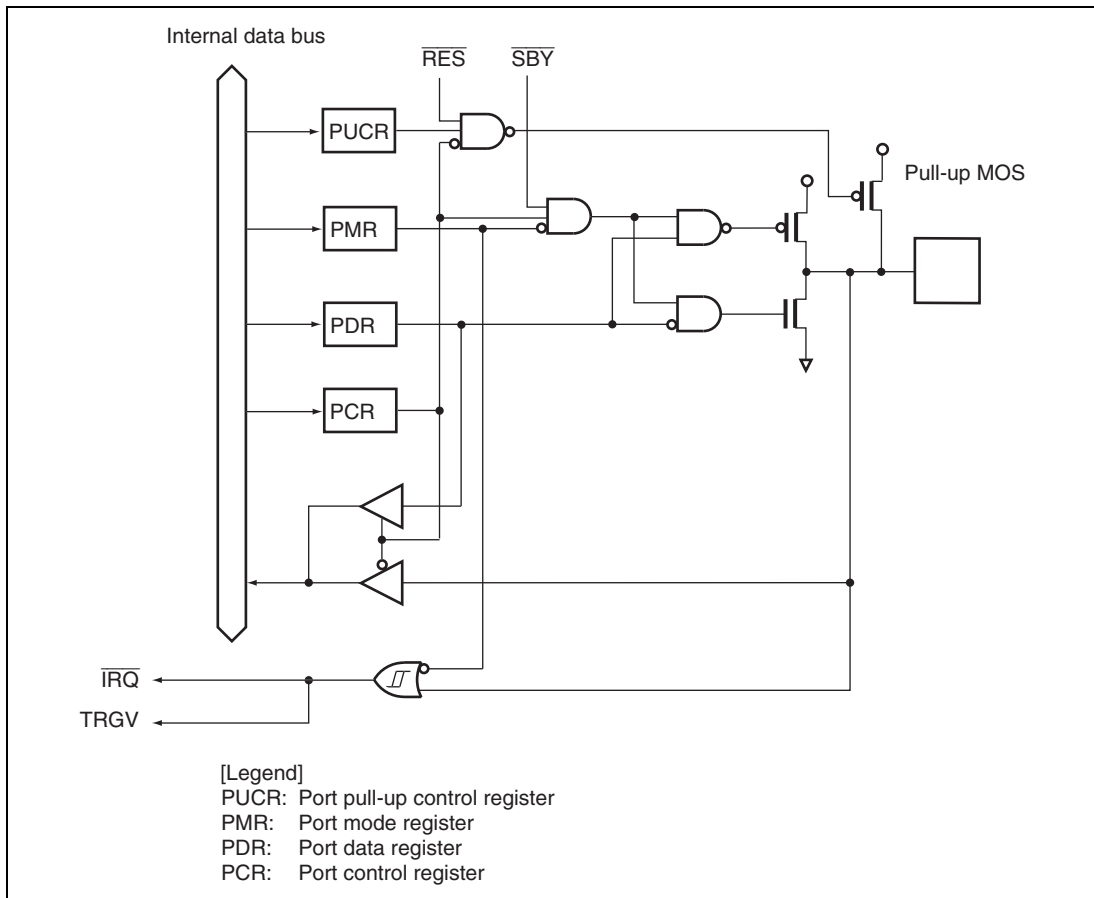 Internal data bus
RES SBY
PUCR
Pull-up MOS
PMR
PDR
PCR
IRQ
TRGV
[Legend]
PUCR: Port pull-up control register
PMR: Port mode register
PDR: Port data register
PCR: Port control register